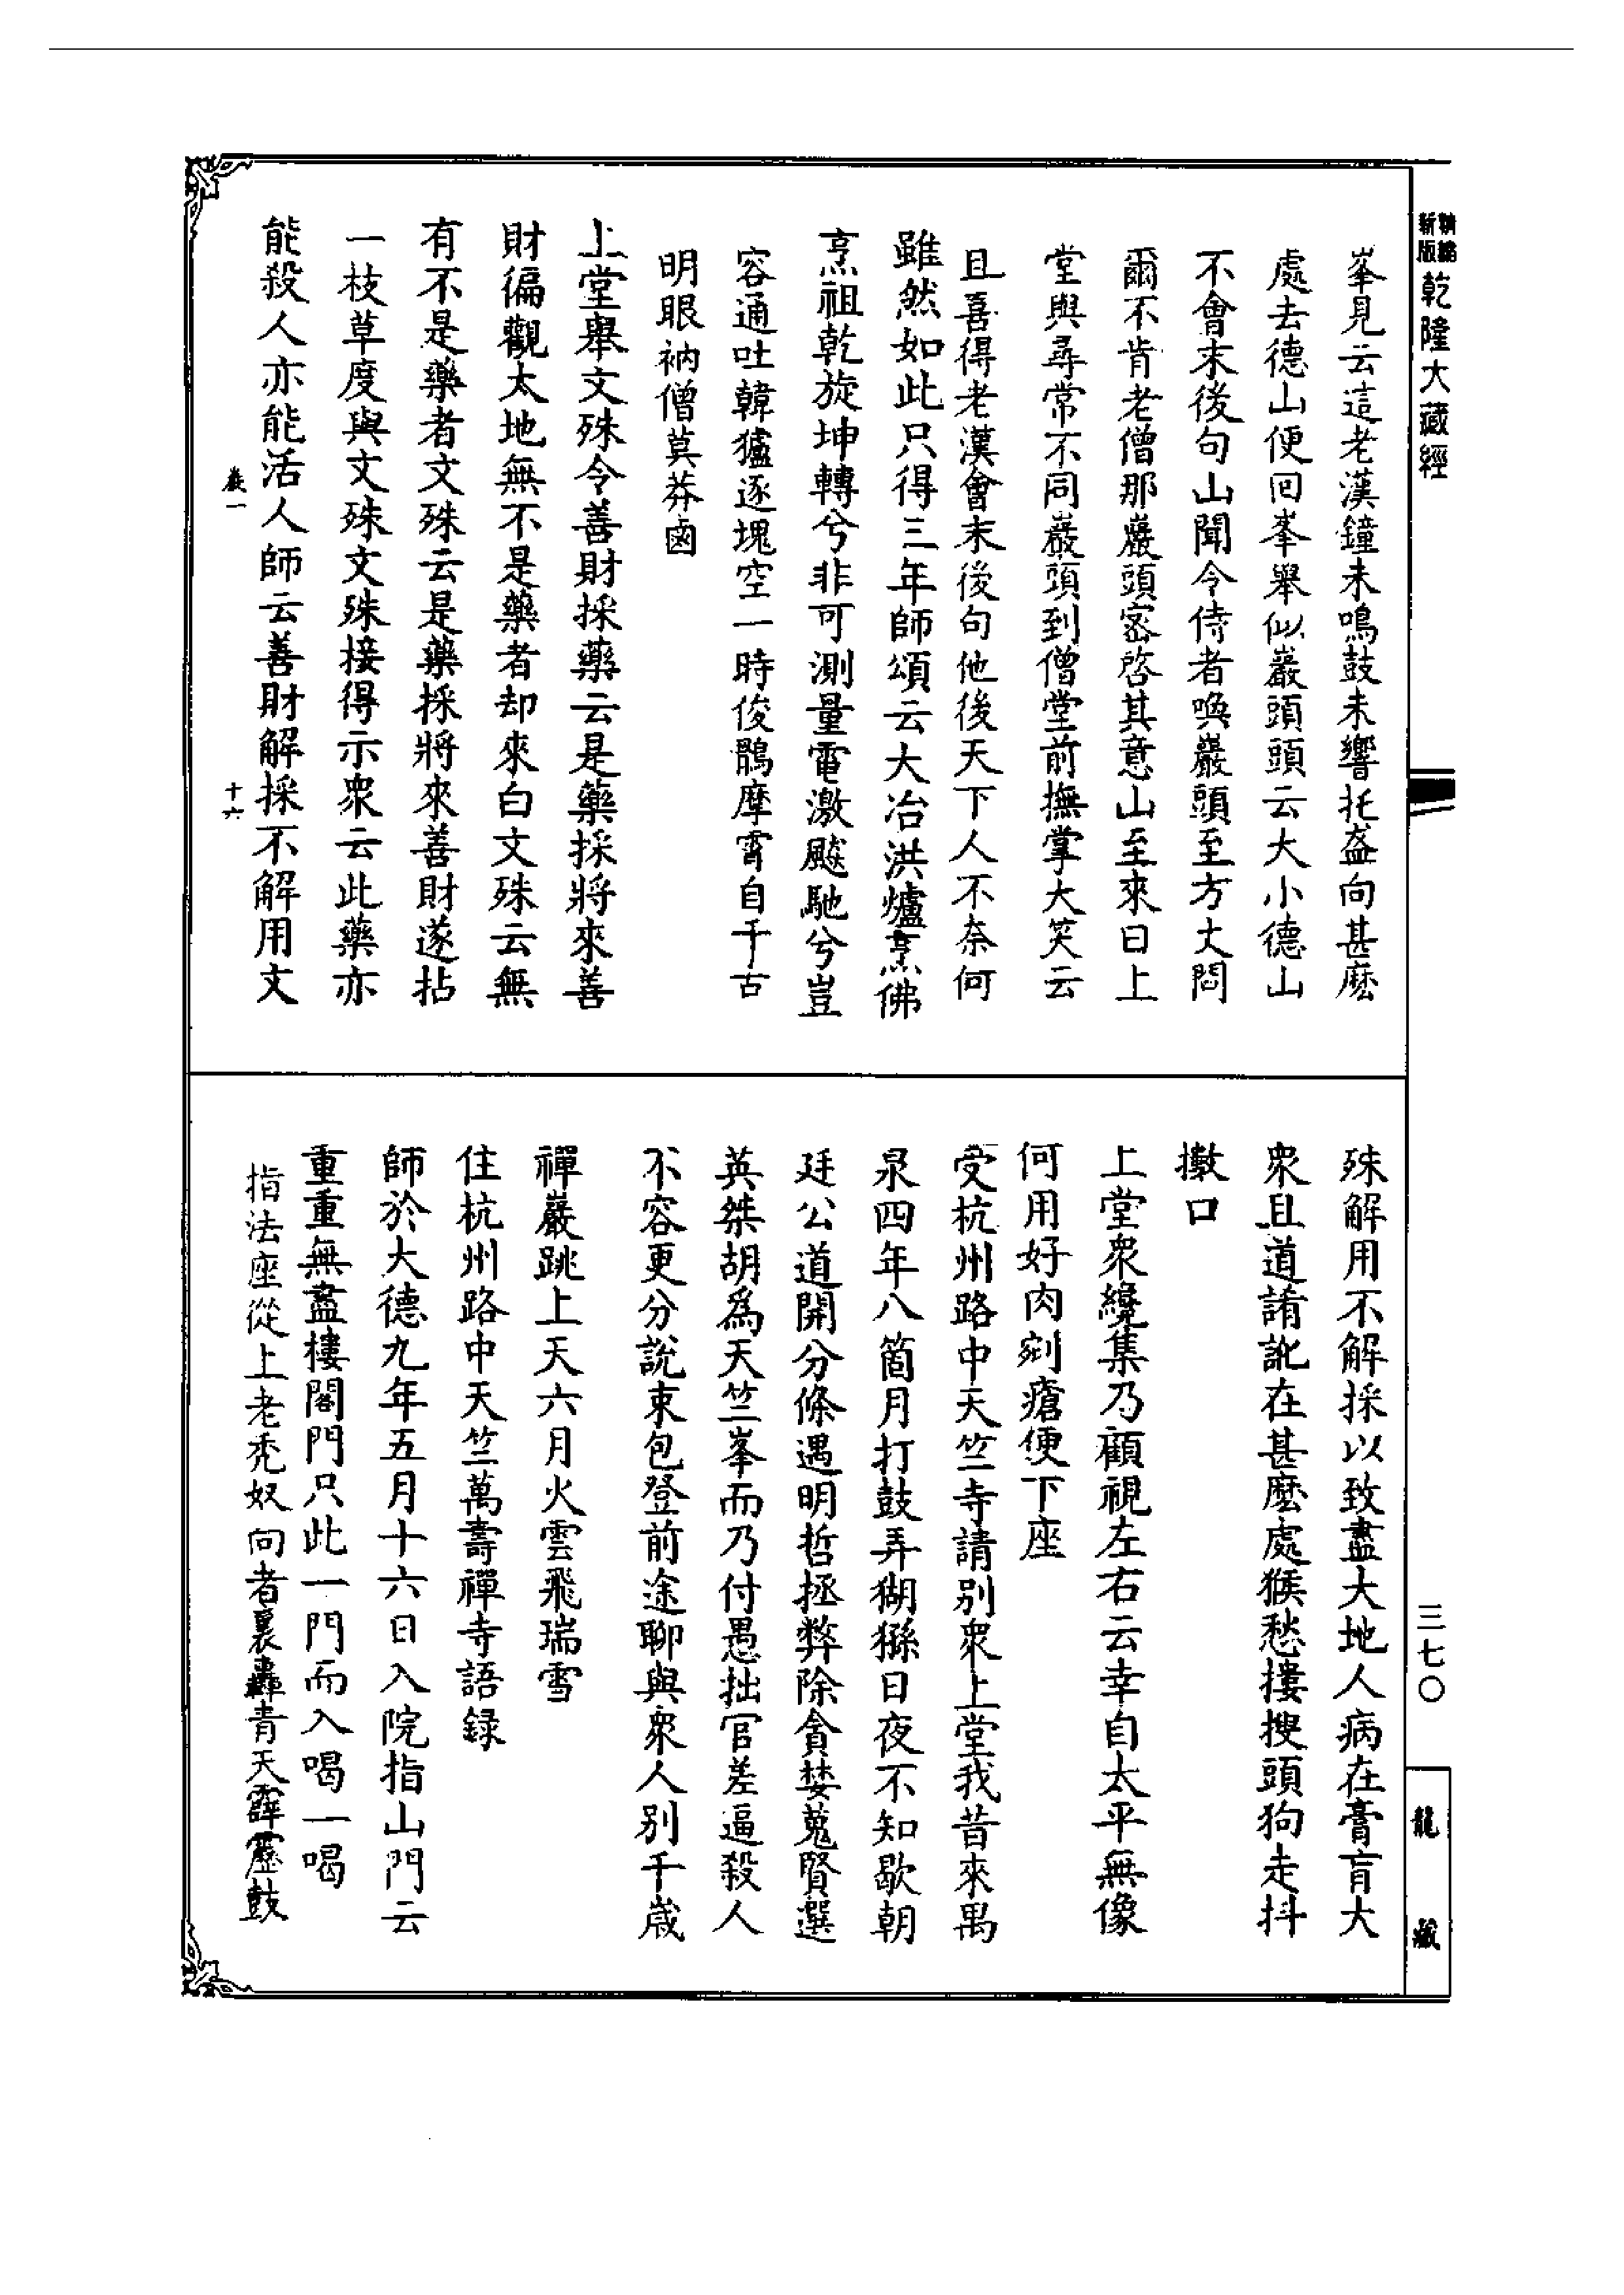 精縮新版乾隆大藏經
峯見云這老漢鐘未鳴鼓未響托盋向甚麽
處去德山便回峯舉似巖頭頭云大小德山
不會末後句山聞令侍者喚巖頭至方丈問
爾不肯老僧那巖頭密啓其意山至來日上
堂與尋常不同巖頭到僧堂前撫掌大笑云
且喜得老漢會末後句他後天下人不奈何
雖然如此只得三年師頌云大冶洪爐烹佛
烹祖乾旋坤轉兮非可測量電激飈馳兮豈
容通吐韓獹逐塊空一時俊鶻摩霄自千古
明眼衲僧莫莽鹵
上堂舉文殊令善財採藥云是藥採將來善
財徧觀大地無不是藥者却來白文殊云無
有不是藥者文殊云是藥採將來善財遂拈
一枝草度與文殊文殊接得示衆云此藥亦
能殺人亦能活人師云善財解採不解用文
卷一 十六
殊解用不解採以致盡大地人病在膏肓大
衆且道誵訛在甚麽處猴愁摟搜頭狗走抖
擻口
上堂衆纔集乃顧視左右云幸自太平無像
何用好肉剜瘡便下座
受杭州路中天竺寺請别衆上堂我昔來禺
泉四年八箇月打鼓弄猢猻日夜不知歇朝
廷公道開分條遇明哲拯弊除貪婪蒐賢選
英桀胡爲天竺峯而乃付愚拙官差逼殺人
不容更分説束包登前途聊與衆人别千歳
禪巖跳上天六月火雲飛瑞雪
住杭州路中天竺萬壽禪寺語録
師於大德九年五月十六日入院指山門云
重重無盡樓閣門只此一門而入喝一喝
指法座從上老禿奴向者裏轟青天霹靂鼓
三七〇
龍藏